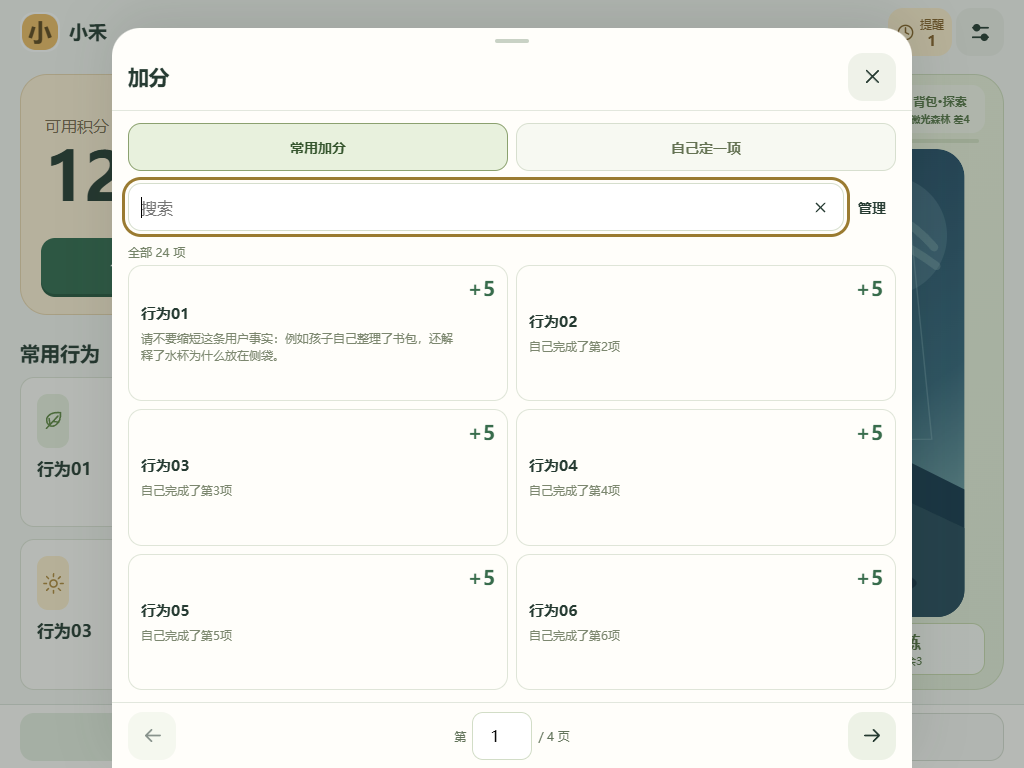 小
小禾
提醒
1
加分
可用积分
12
背包•探索
微光森林 差4
常用加分
自己定一项
搜索
管理
全部 24 项
+5
行为01
请不要缩短这条用户事实：例如孩子自己整理了书包，还解
释了水杯为什么放在侧袋。
+5
行为02
自己完成了第2项
+5
行为03
自己完成了第3项
+5
行为04
自己完成了第4项
+5
行为05
自己完成了第5项
+5
行为06
自己完成了第6项
常用行为
行为01
行为03
第
1
/ 4 页